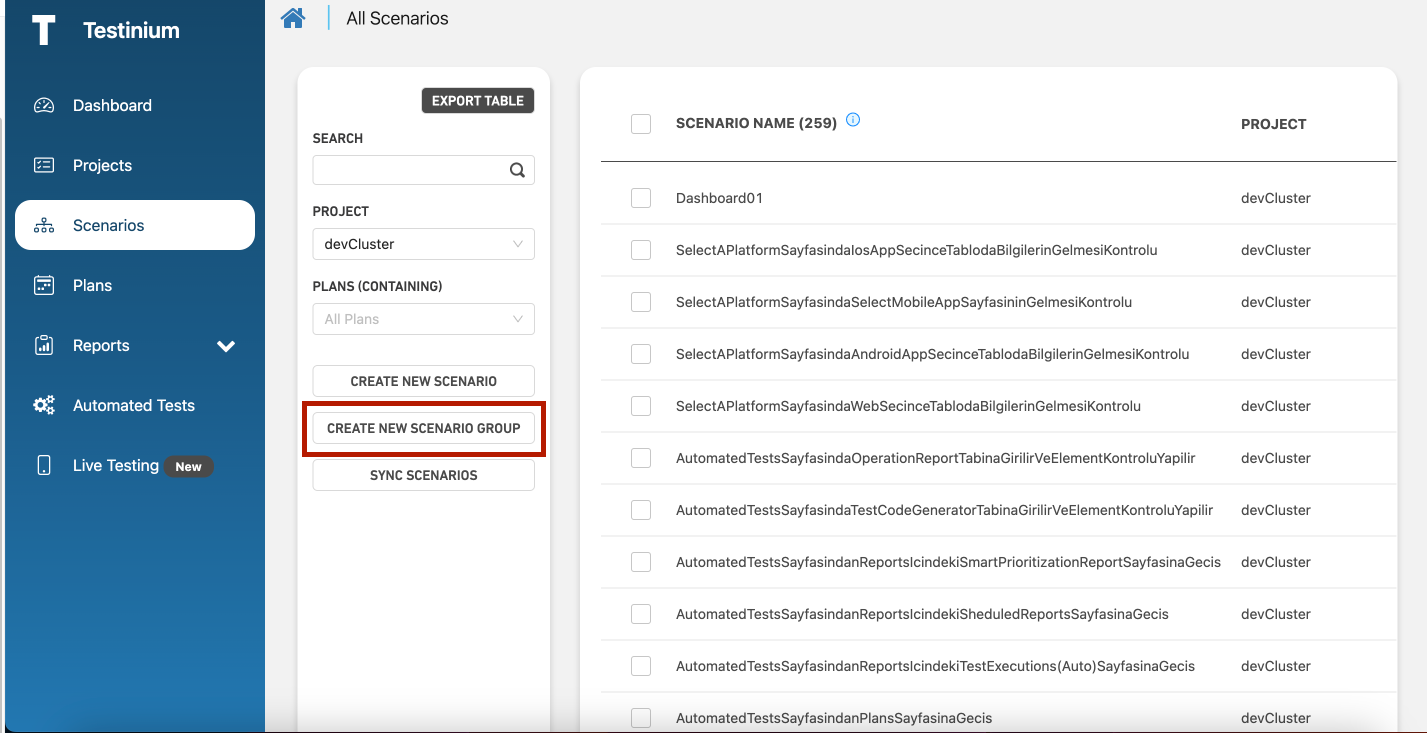 Testinium
Dashboard
Projects
Scenarios
Plans
Reports
Automated Tests
Live Testing New
All Scenarios
EXPORT TABLE
SEARCH
PROJECT
devCluster
PLANS (CONTAINING)
All Plans
CREATE NEW SCENARIO
CREATE NEW SCENARIO GROUP
SYNC SCENARIOS
SCENARIO NAME (259) PROJECT
Dashboard01 devCluster
SelectAPlatformSayfasindaIosAppSecinceTablodaBilgilerinGelmesiKontrolu devCluster
SelectAPlatformSayfasindaSelectMobileAppSayfasininGelmesiKontrolu devCluster
SelectAPlatformSayfasindaAndroidAppSecinceTablodaBilgilerinGelmesiKontrolu devCluster
SelectAPlatformSayfasindaWebSecinceTablodaBilgilerinGelmesiKontrolu devCluster
AutomatedTestsSayfasindaOperationReportTabinaGirilirVeElementKontroluYapilir devCluster
AutomatedTestsSayfasindaTestCodeGeneratorTabinaGirilirVeElementKontroluYapilir devCluster
AutomatedTestsSayfasindanReportsIcindekiSmartPrioritizationReportSayfasinaGecis devCluster
AutomatedTestsSayfasindanReportsIcindekiSheduledReportsSayfasinaGecis devCluster
AutomatedTestsSayfasindanReportsIcindekiTestExecutions(Auto)SayfasinaGecis devCluster
AutomatedTestsSayfasindanPlansSayfasinaGecis devCluster